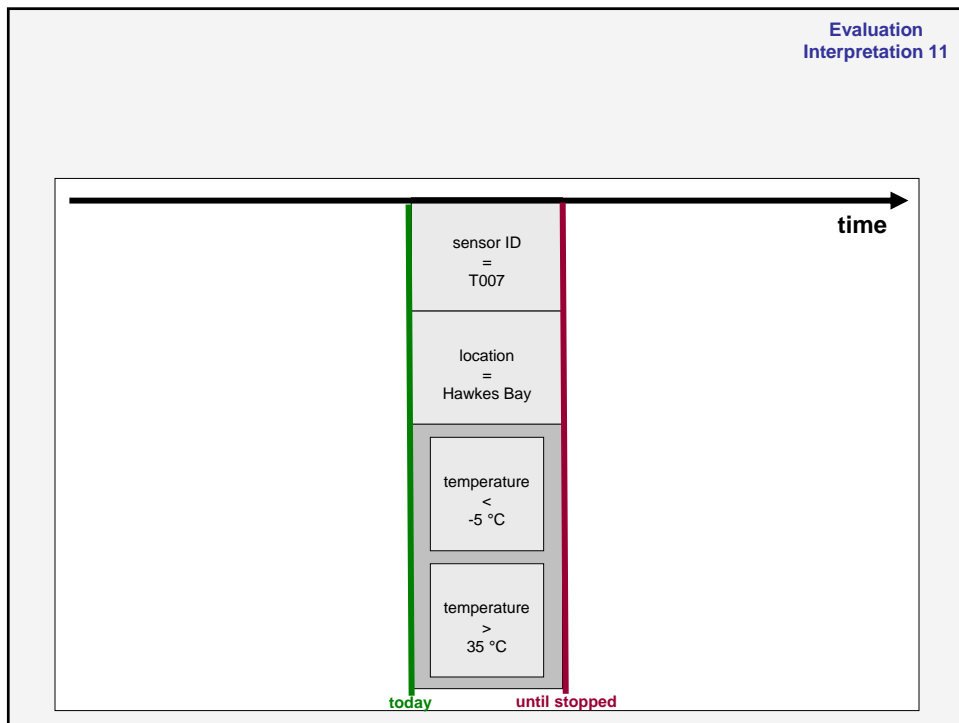 Evaluation
Interpretation 11
time
sensor ID
=
T007
location
=
Hawkes Bay
temperature
<
-5 °C
temperature
>
35 °C
today
until stopped